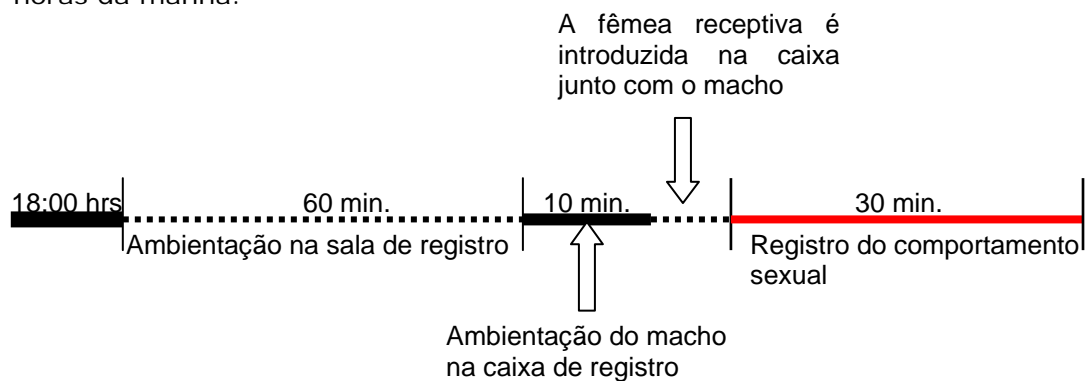 horas da manhã.
A fêmea receptiva é
introduzida na caixa
junto com o macho
18:00 hrs
60 min.
10 min.
30 min.
Ambientação na sala de registro
Registro do comportamento
sexual
Ambientação do macho
na caixa de registro